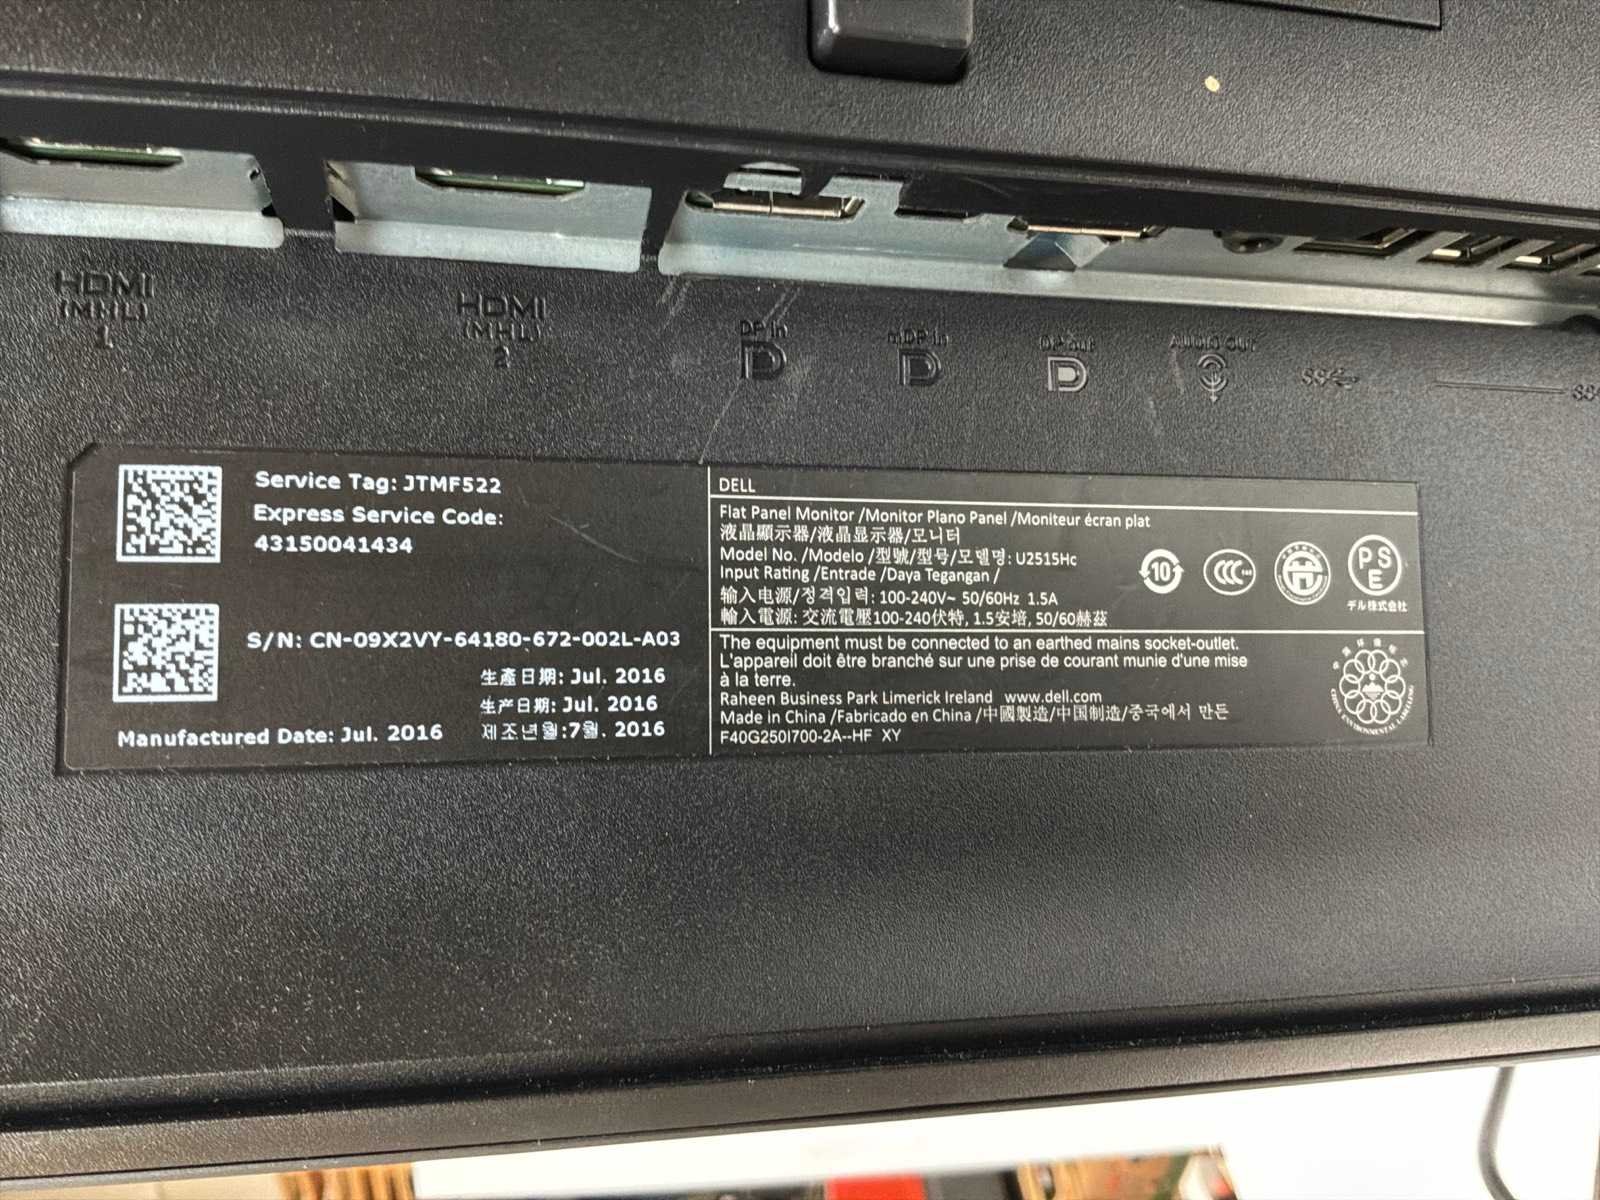 HDMI
(MHL)
1
HDMI
(MHL)
2
DP in
mDP in
DP out
AUDIO OUT
SS
Service Tag: JTMF522
Express Service Code:
43150041434
S/N: CN-09X2VY-64180-672-002L-A03
生產日期: Jul. 2016
生产日期: Jul. 2016
제조년월:7월. 2016
Manufactured Date: Jul. 2016
DELL
Flat Panel Monitor /Monitor Plano Panel /Moniteur écran plat
液晶顯示器/液晶显示器/모니터
Model No. /Modelo /型號/型号/모델명: U2515Hc
Input Rating /Entrade /Daya Tegangan /
输入电源/정격입력: 100-240V~ 50/60Hz 1.5A
輸入電源: 交流電壓100-240伏特, 1.5安培, 50/60赫茲
10
CCC
PSE
デル株式会社
The equipment must be connected to an earthed mains socket-outlet.
L'appareil doit être branché sur une prise de courant munie d'une mise
à la terre.
Raheen Business Park Limerick Ireland www.dell.com
Made in China /Fabricado en China /中國製造/中国制造/중국에서 만든
F40G250I700-2A--HF XY
CHINA ENVIRONMENTAL LABELLING